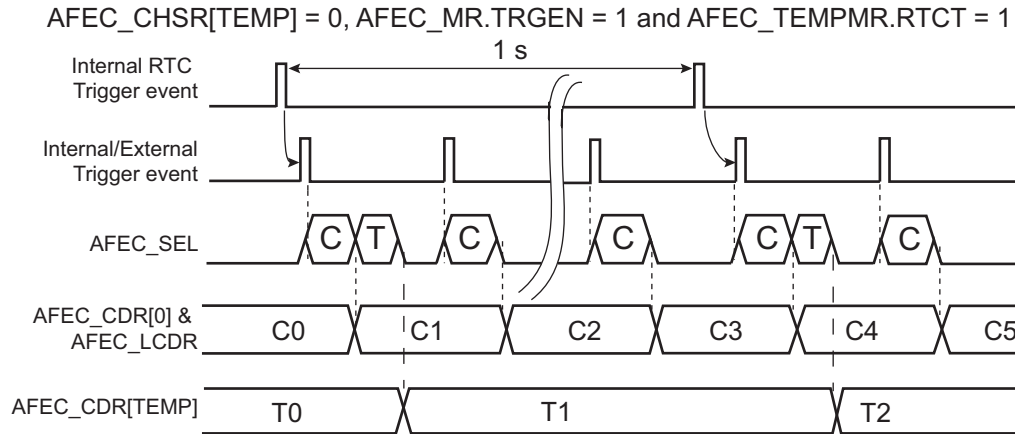 AFEC_CHSR[TEMP] = 0, AFEC_MR.TRGEN = 1 and AFEC_TEMPMR.RTCT = 1
1 s
Internal RTC
Trigger event
Internal/External
Trigger event
AFEC_SEL
C T C C C T C
AFEC_CDR[0] &
AFEC_LCDR
C0 C1 C2 C3 C4 C5
AFEC_CDR[TEMP]
T0 T1 T2